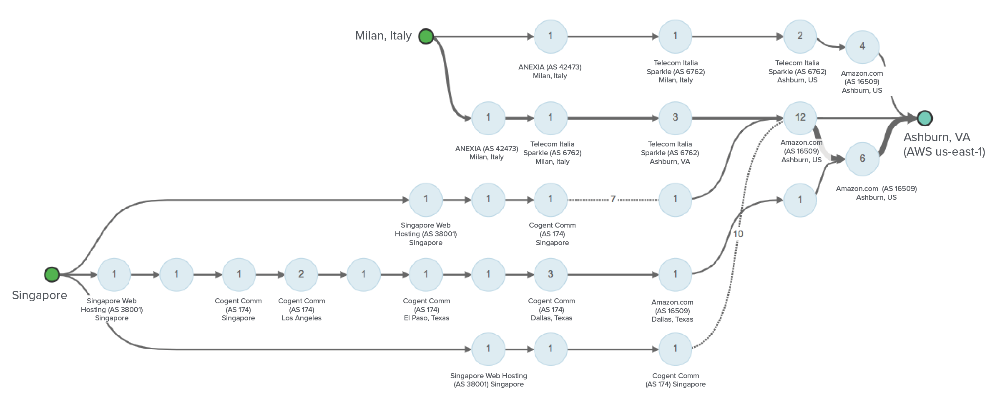 Milan, Italy
1
1
2
4
ANEXIA (AS 42473)
Milan, Italy
Telecom Italia
Sparkle (AS 6762)
Milan, Italy
Telecom Italia
Sparkle (AS 6762)
Ashburn, US
Amazon.com
(AS 16509)
Ashburn, US
1
1
3
12
ANEXIA (AS 42473)
Milan, Italy
Telecom Italia
Sparkle (AS 6762)
Milan, Italy
Telecom Italia
Sparkle (AS 6762)
Ashburn, VA
Amazon.com
(AS 16509)
Ashburn, US
Ashburn, VA
(AWS us-east-1)
6
Amazon.com (AS 16509)
Ashburn, US
1
1
1
7
1
1
Singapore Web
Hosting (AS 38001)
Singapore
Cogent Comm
(AS 174)
Singapore
10
Singapore
1
1
1
2
1
1
1
3
1
Singapore Web
Hosting (AS 38001)
Singapore
Cogent Comm
(AS 174)
Singapore
Cogent Comm
(AS 174)
Los Angeles
Cogent Comm
(AS 174)
El Paso, Texas
Cogent Comm
(AS 174)
Dallas, Texas
Amazon.com
(AS 16509)
Dallas, Texas
1
1
1
Singapore Web Hosting
(AS 38001) Singapore
Cogent Comm
(AS 174) Singapore